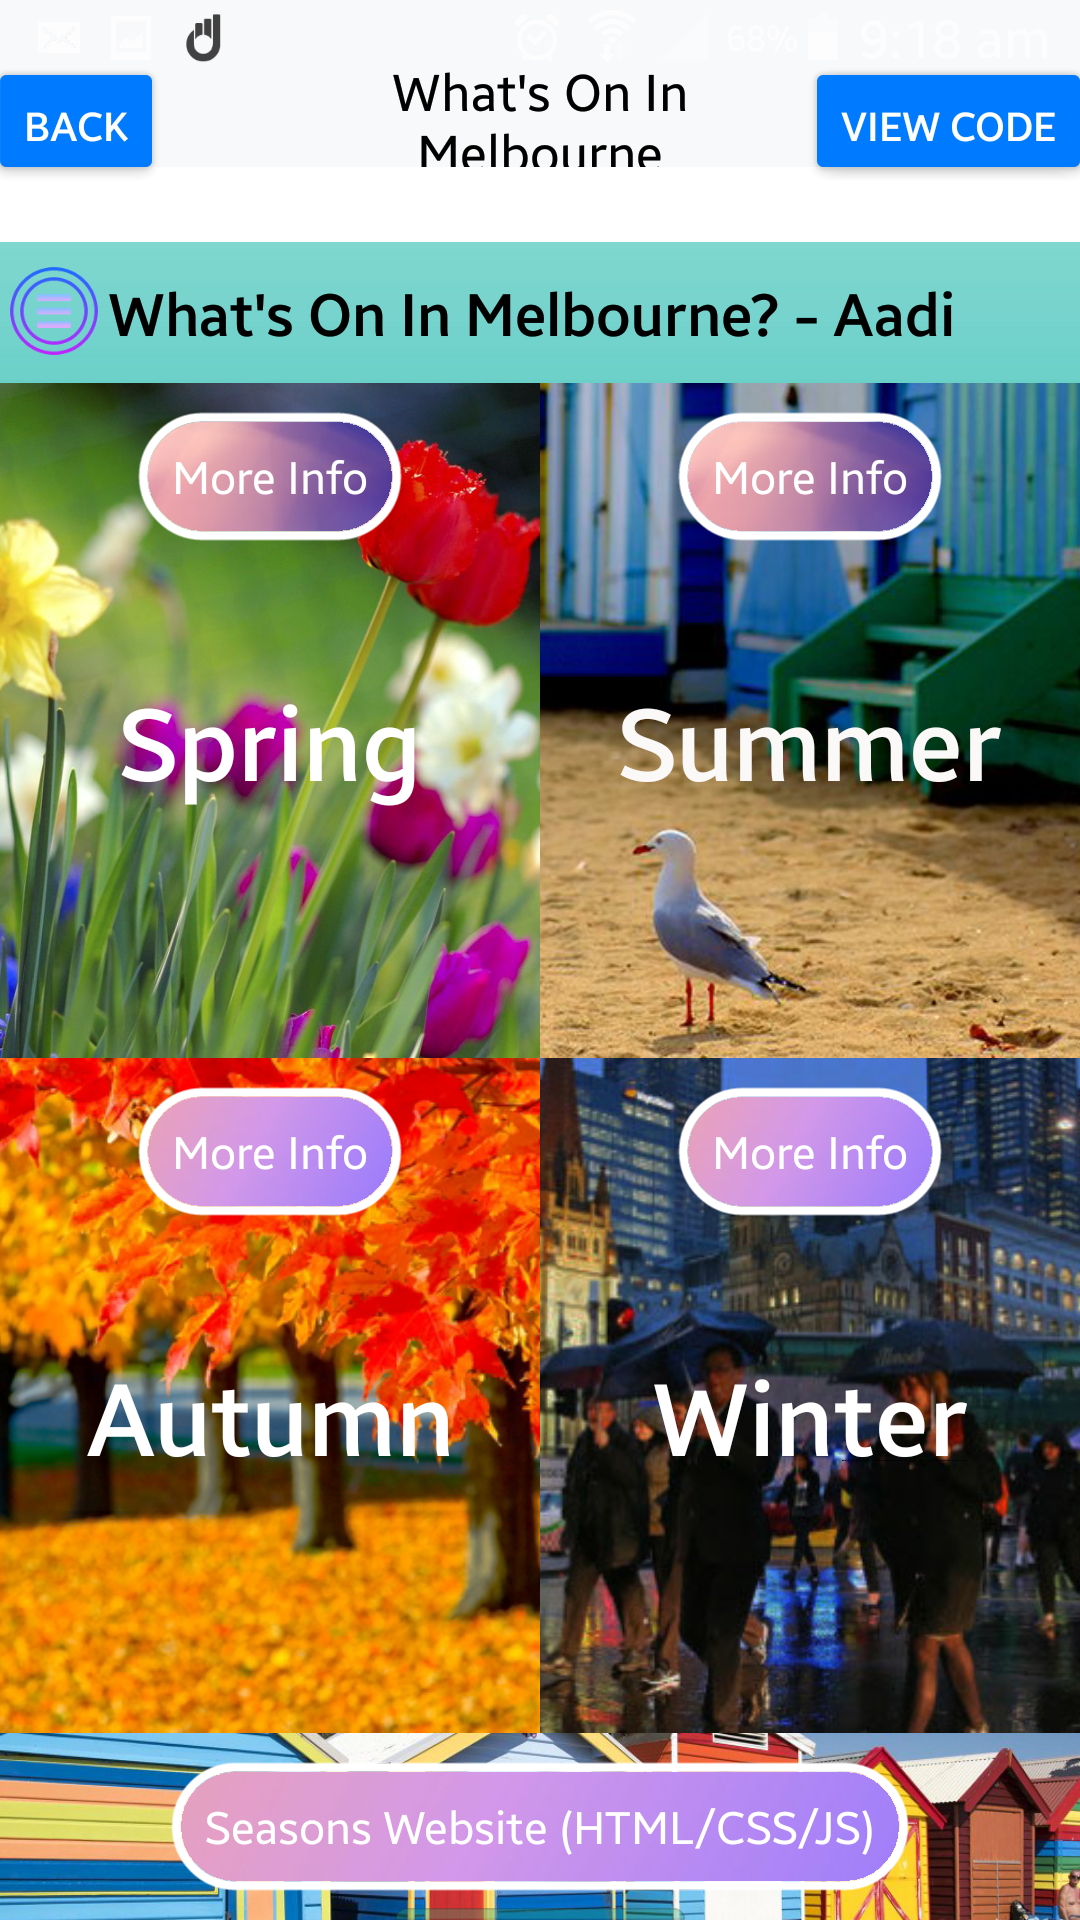 68% 9:18 am
BACK
What's On In
Melbourne
VIEW CODE
What's On In Melbourne? - Aadi
More Info
More Info
Spring
Summer
More Info
More Info
Autumn
Winter
Seasons Website (HTML/CSS/JS)